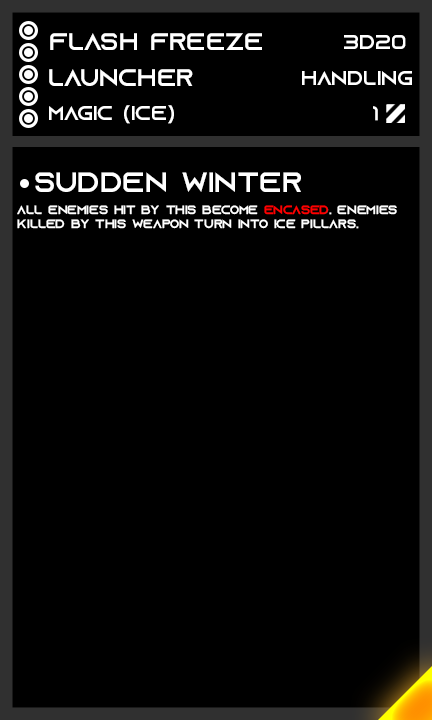 FLASH FREEZE 3D20
LAUNCHER HANDLING
MAGIC (ICE) 1
•SUDDEN WINTER
ALL ENEMIES HIT BY THIS BECOME ENCASED. ENEMIES
KILLED BY THIS WEAPON TURN INTO ICE PILLARS.